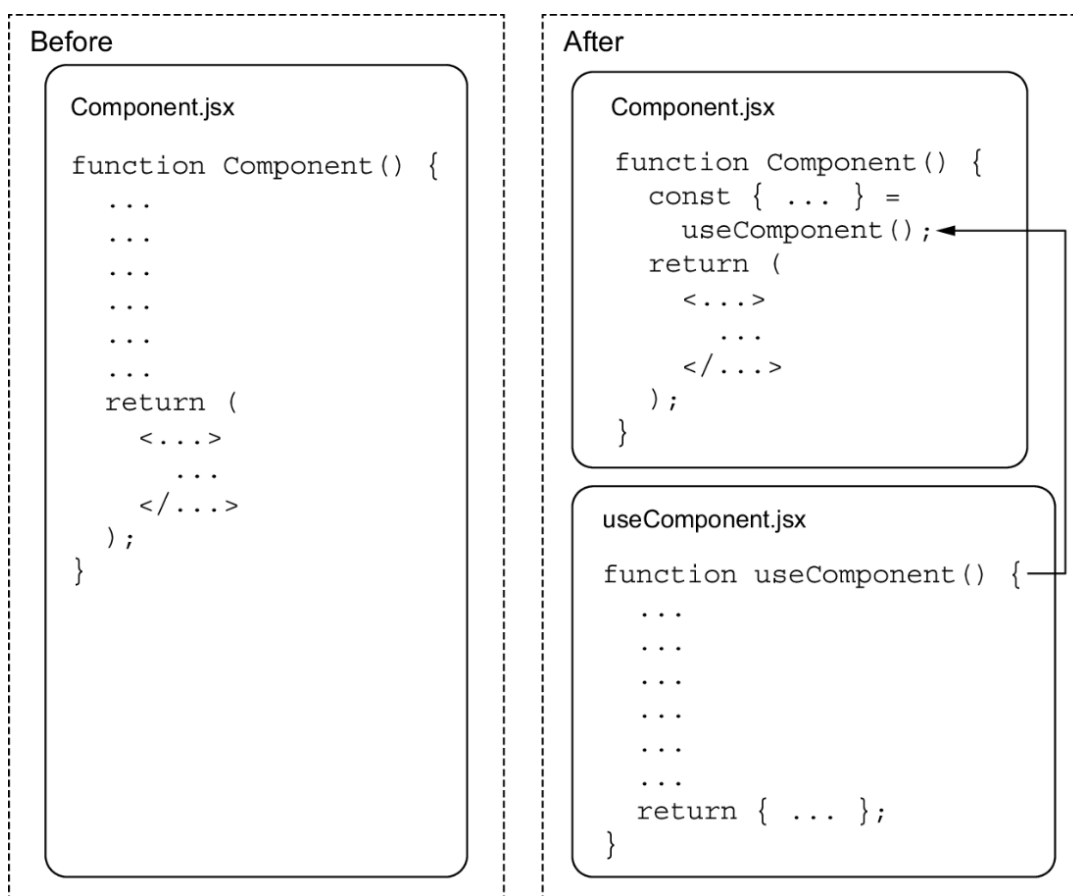 Before
Component.jsx
function Component() {
  ...
  ...
  ...
  ...
  ...
  ...
  return (
    <...>
      ...
    </...>
  );
}
After
Component.jsx
function Component() {
  const { ... } =
    useComponent();
  return (
    <...>
      ...
    </...>
  );
}
useComponent.jsx
function useComponent() {
  ...
  ...
  ...
  ...
  ...
  ...
  return { ... };
}